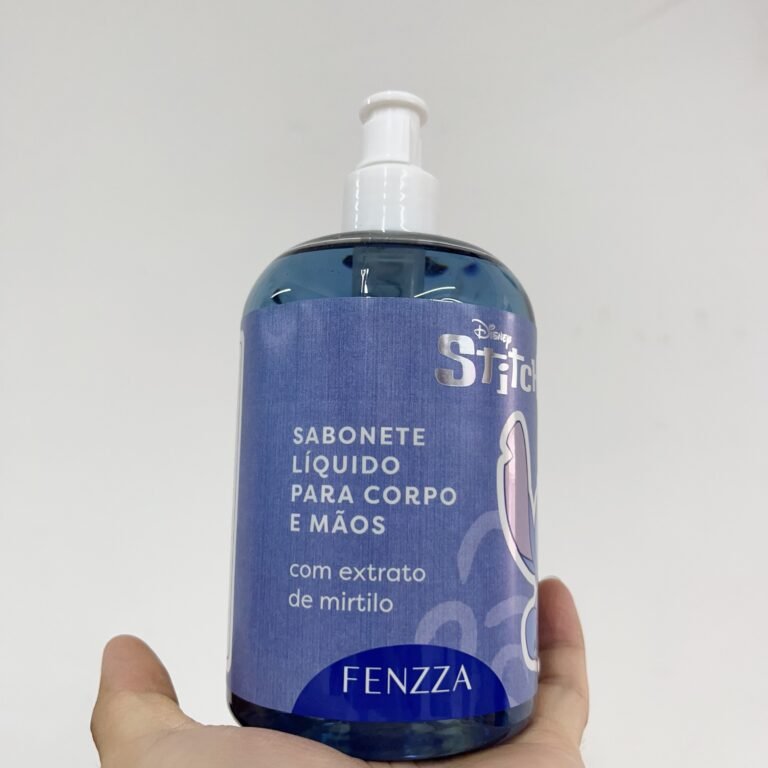 Disney
Stitch
SABONETE
LÍQUIDO
PARA CORPO
E MÃOS
com extrato
de mirtilo
FENZZA